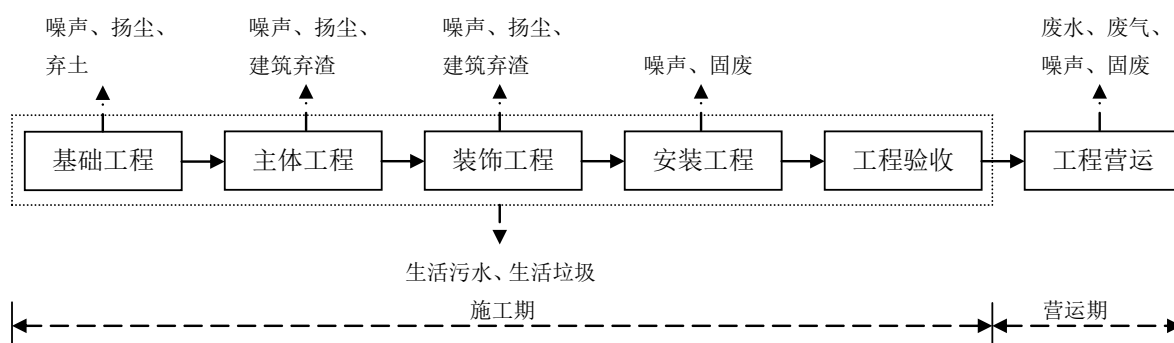 噪声、扬尘、
弃土
噪声、扬尘、
建筑弃渣
噪声、扬尘、
建筑弃渣
噪声、固废
废水、废气、
噪声、固废
基础工程
主体工程
装饰工程
安装工程
工程验收
工程营运
生活污水、生活垃圾
施工期
营运期